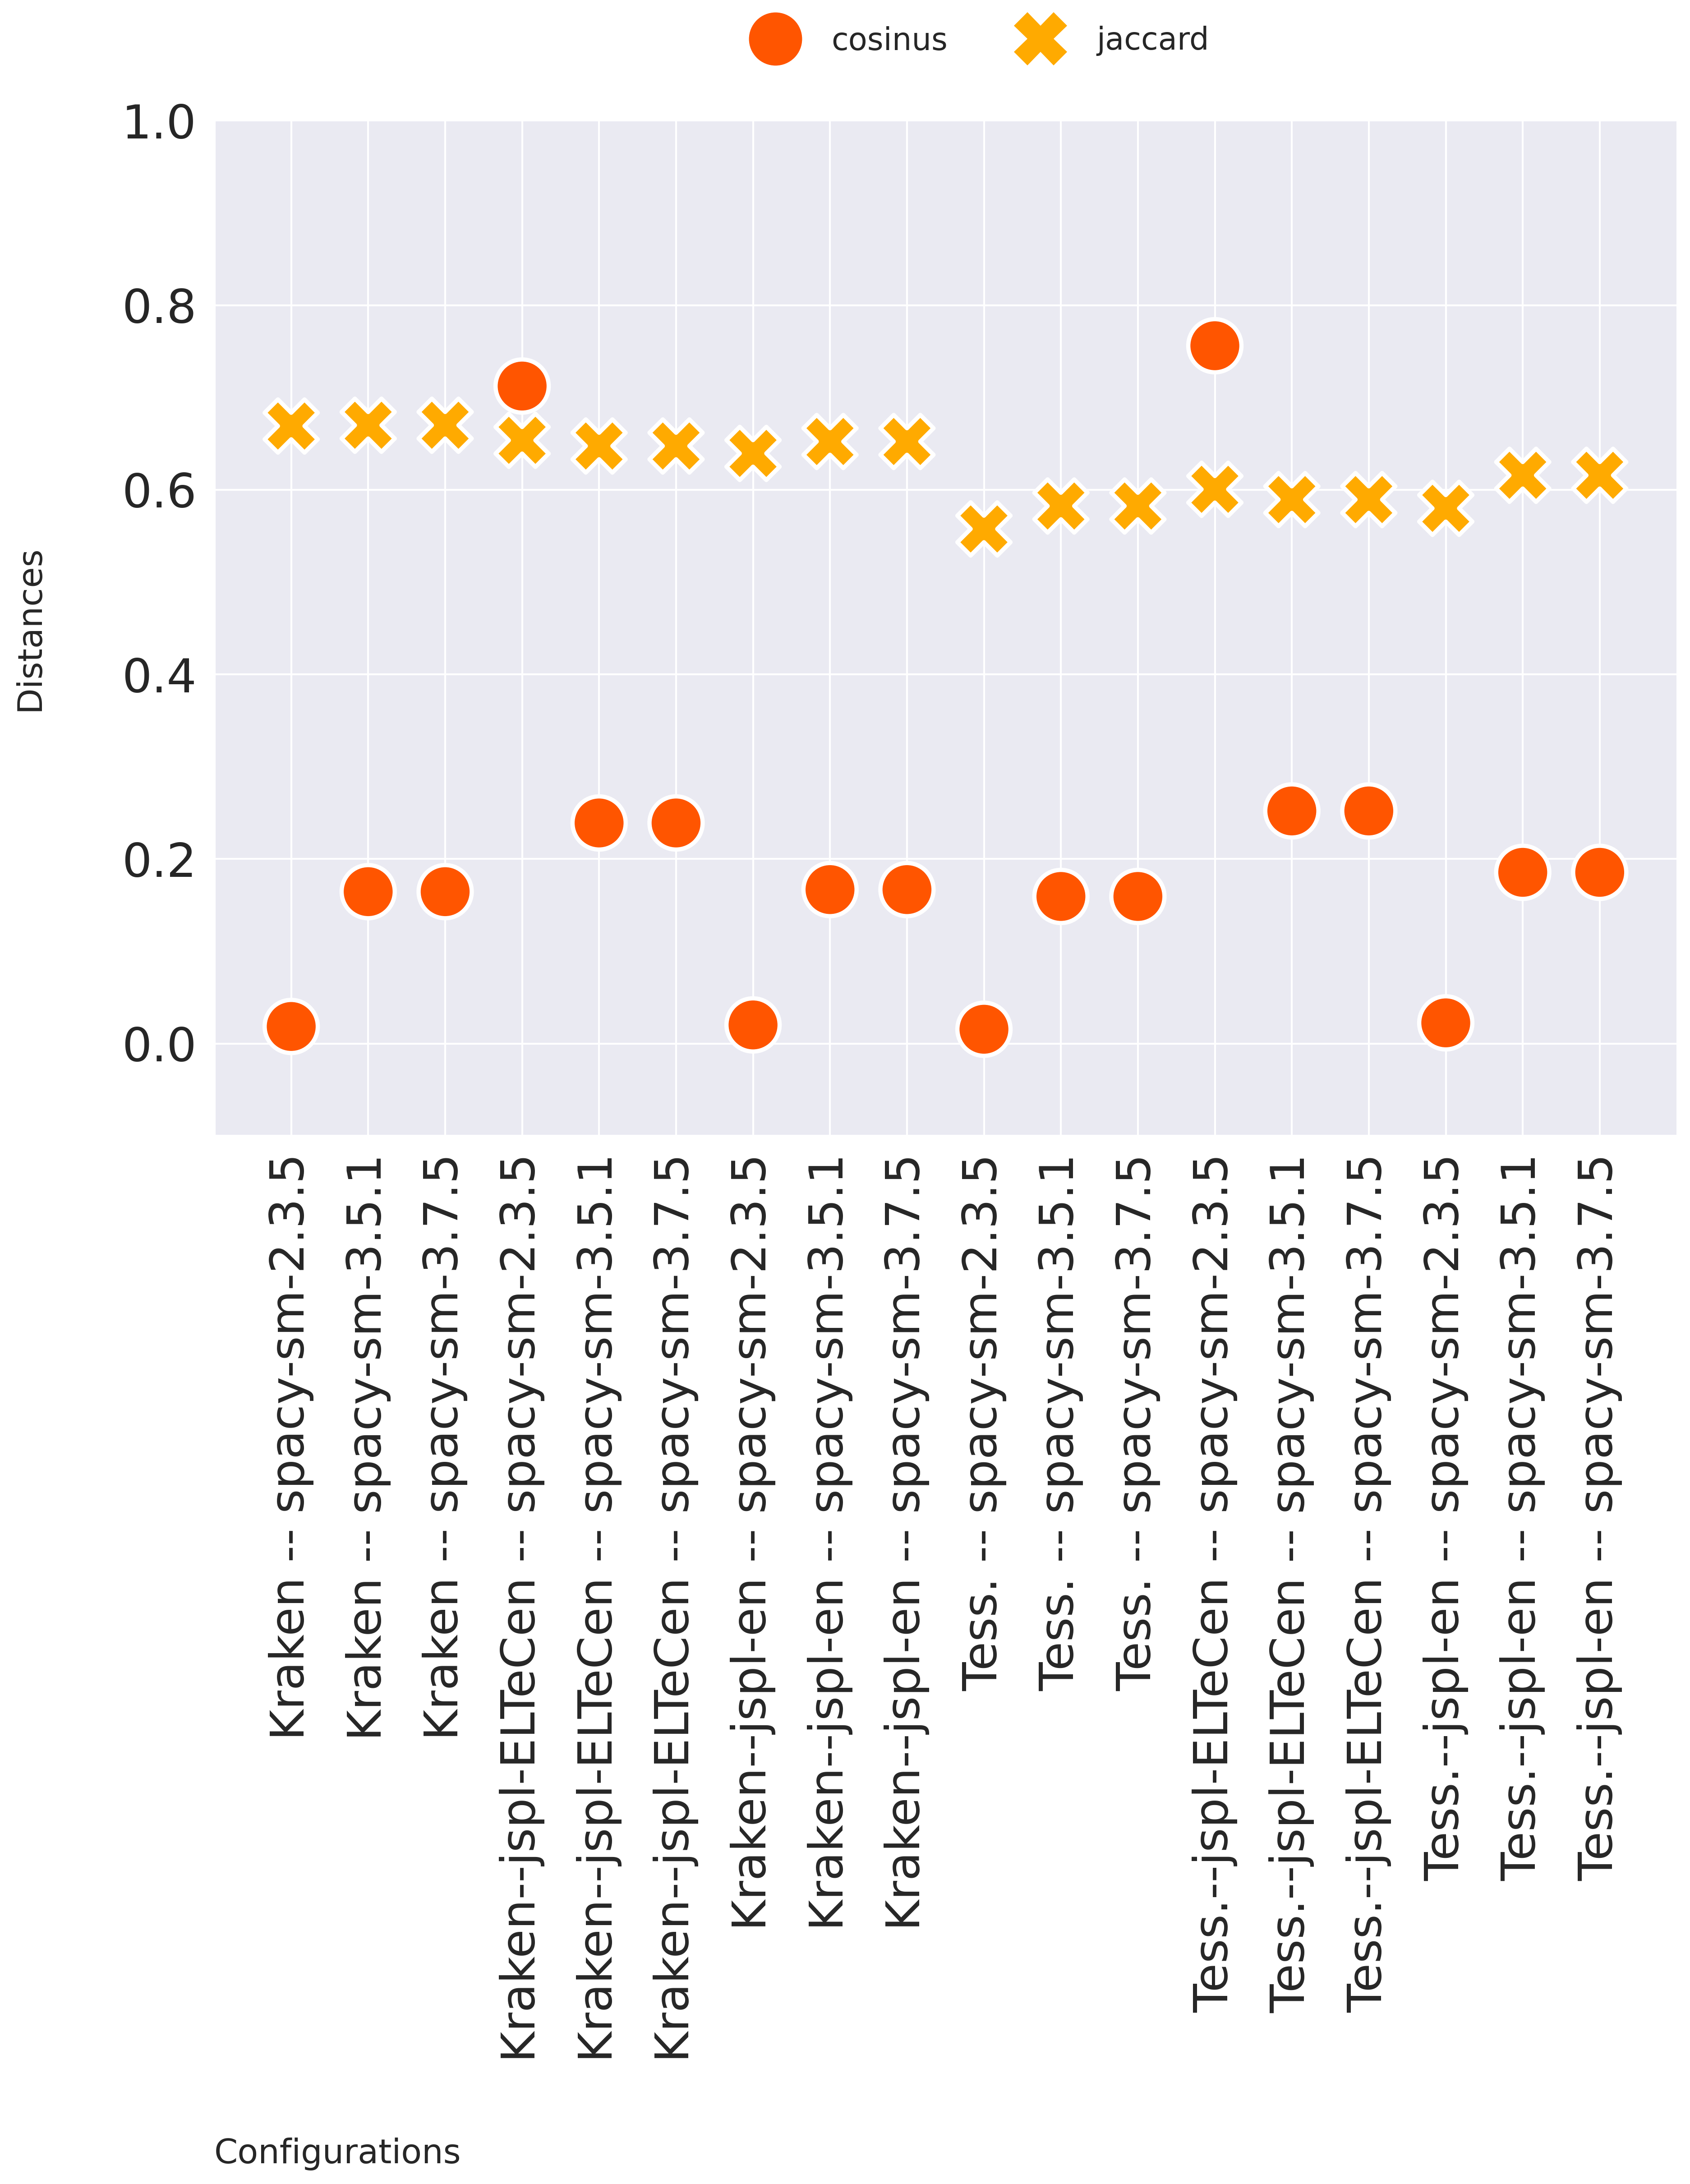 cosinus jaccard
1.0
0.8
0.6
0.4
0.2
0.0
Distances
Kraken -- spacy-sm-2.3.5
Kraken -- spacy-sm-3.5.1
Kraken -- spacy-sm-3.7.5
Kraken--jspl-ELTeCen -- spacy-sm-2.3.5
Kraken--jspl-ELTeCen -- spacy-sm-3.5.1
Kraken--jspl-ELTeCen -- spacy-sm-3.7.5
Kraken--jspl-en -- spacy-sm-2.3.5
Kraken--jspl-en -- spacy-sm-3.5.1
Kraken--jspl-en -- spacy-sm-3.7.5
Tess. -- spacy-sm-2.3.5
Tess. -- spacy-sm-3.5.1
Tess. -- spacy-sm-3.7.5
Tess.--jspl-ELTeCen -- spacy-sm-2.3.5
Tess.--jspl-ELTeCen -- spacy-sm-3.5.1
Tess.--jspl-ELTeCen -- spacy-sm-3.7.5
Tess.--jspl-en -- spacy-sm-2.3.5
Tess.--jspl-en -- spacy-sm-3.5.1
Tess.--jspl-en -- spacy-sm-3.7.5
Configurations